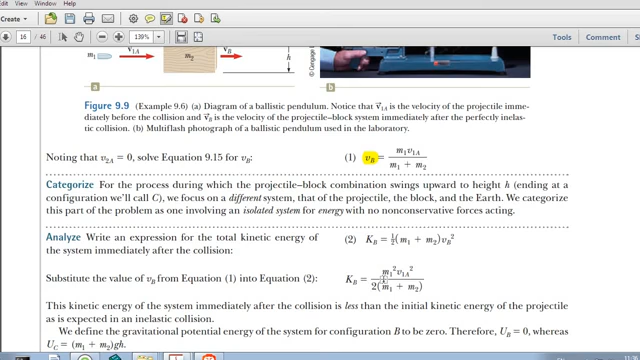 Create
Tools Fill & Sign Comment
16 / 46 139%
m₁ v⃗1A m₂ v⃗B h
© Cengage
a b
Figure 9.9 (Example 9.6) (a) Diagram of a ballistic pendulum. Notice that v⃗1A is the velocity of the projectile imme-
diately before the collision and v⃗B is the velocity of the projectile–block system immediately after the perfectly inelas-
tic collision. (b) Multiflash photograph of a ballistic pendulum used in the laboratory.
Noting that v2A = 0, solve Equation 9.15 for vB: (1) vB = m₁v1A / (m₁ + m₂)
Categorize For the process during which the projectile–block combination swings upward to height h (ending at a
configuration we'll call C), we focus on a different system, that of the projectile, the block, and the Earth. We categorize
this part of the problem as one involving an isolated system for energy with no nonconservative forces acting.
Analyze Write an expression for the total kinetic energy of (2) KB = ½(m₁ + m₂)vB²
the system immediately after the collision:
Substitute the value of vB from Equation (1) into Equation (2): KB = m₁²v1A² / 2(m₁ + m₂)
This kinetic energy of the system immediately after the collision is less than the initial kinetic energy of the projectile
as is expected in an inelastic collision.
We define the gravitational potential energy of the system for configuration B to be zero. Therefore, UB = 0, whereas
UC = (m₁ + m₂)gh.